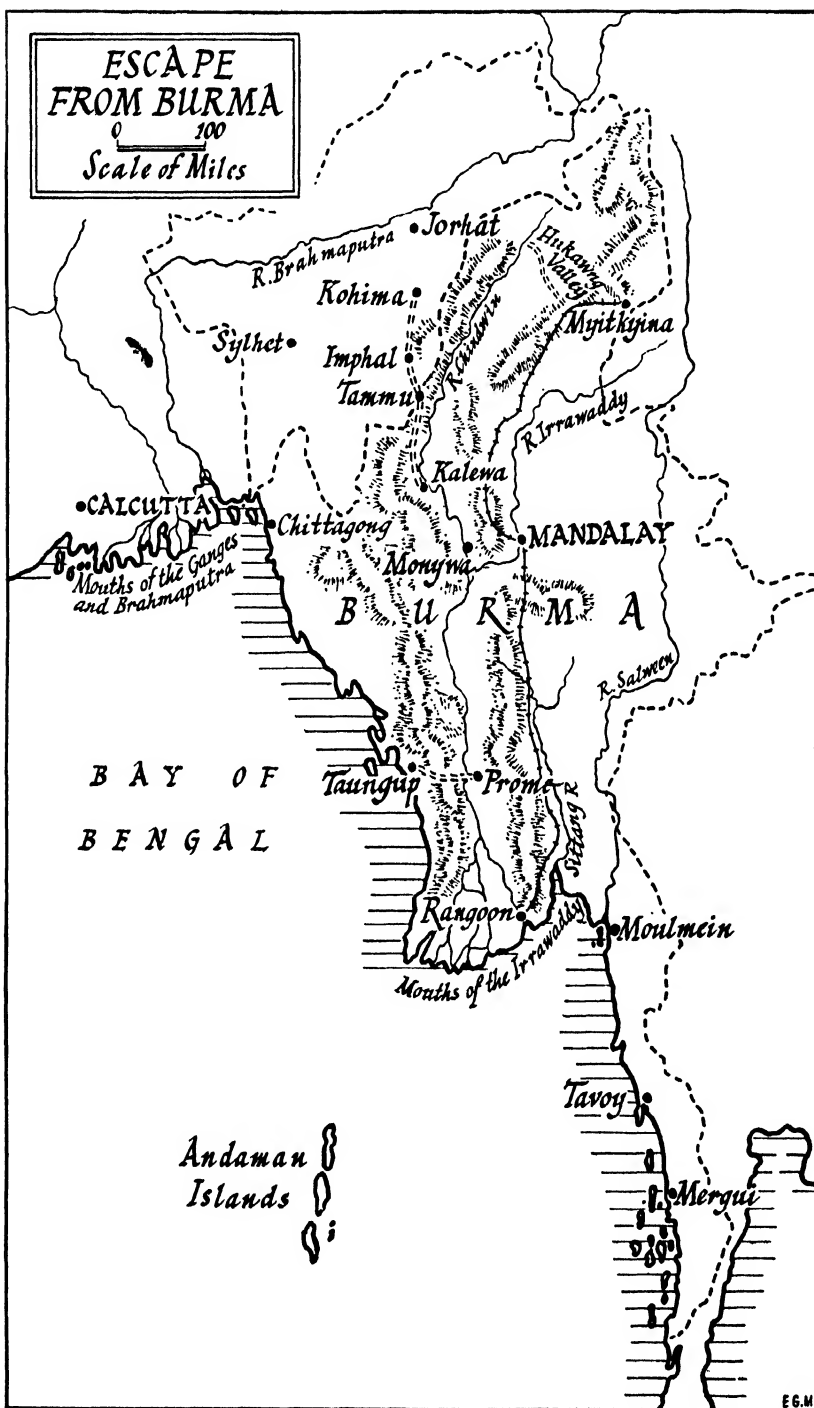 ESCAPE
FROM BURMA
0 100
Scale of Miles
Jorhát
R. Brahmaputra
Hukawng
Valley
Kohima
R. Chindwin
Myitkyina
Sylhet
Imphal
Tammu
R. Irrawaddy
Kalewa
CALCUTTA
Chittagong
MANDALAY
Monywa
Mouths of the Ganges
and Brahmaputra
BURMA
R. Salween
BAY OF
BENGAL
Taungup
Prome
Sittang R
Rangoon
Moulmein
Mouths of the Irrawaddy
Tavoy
Andaman
Islands
Mergui
E G.M